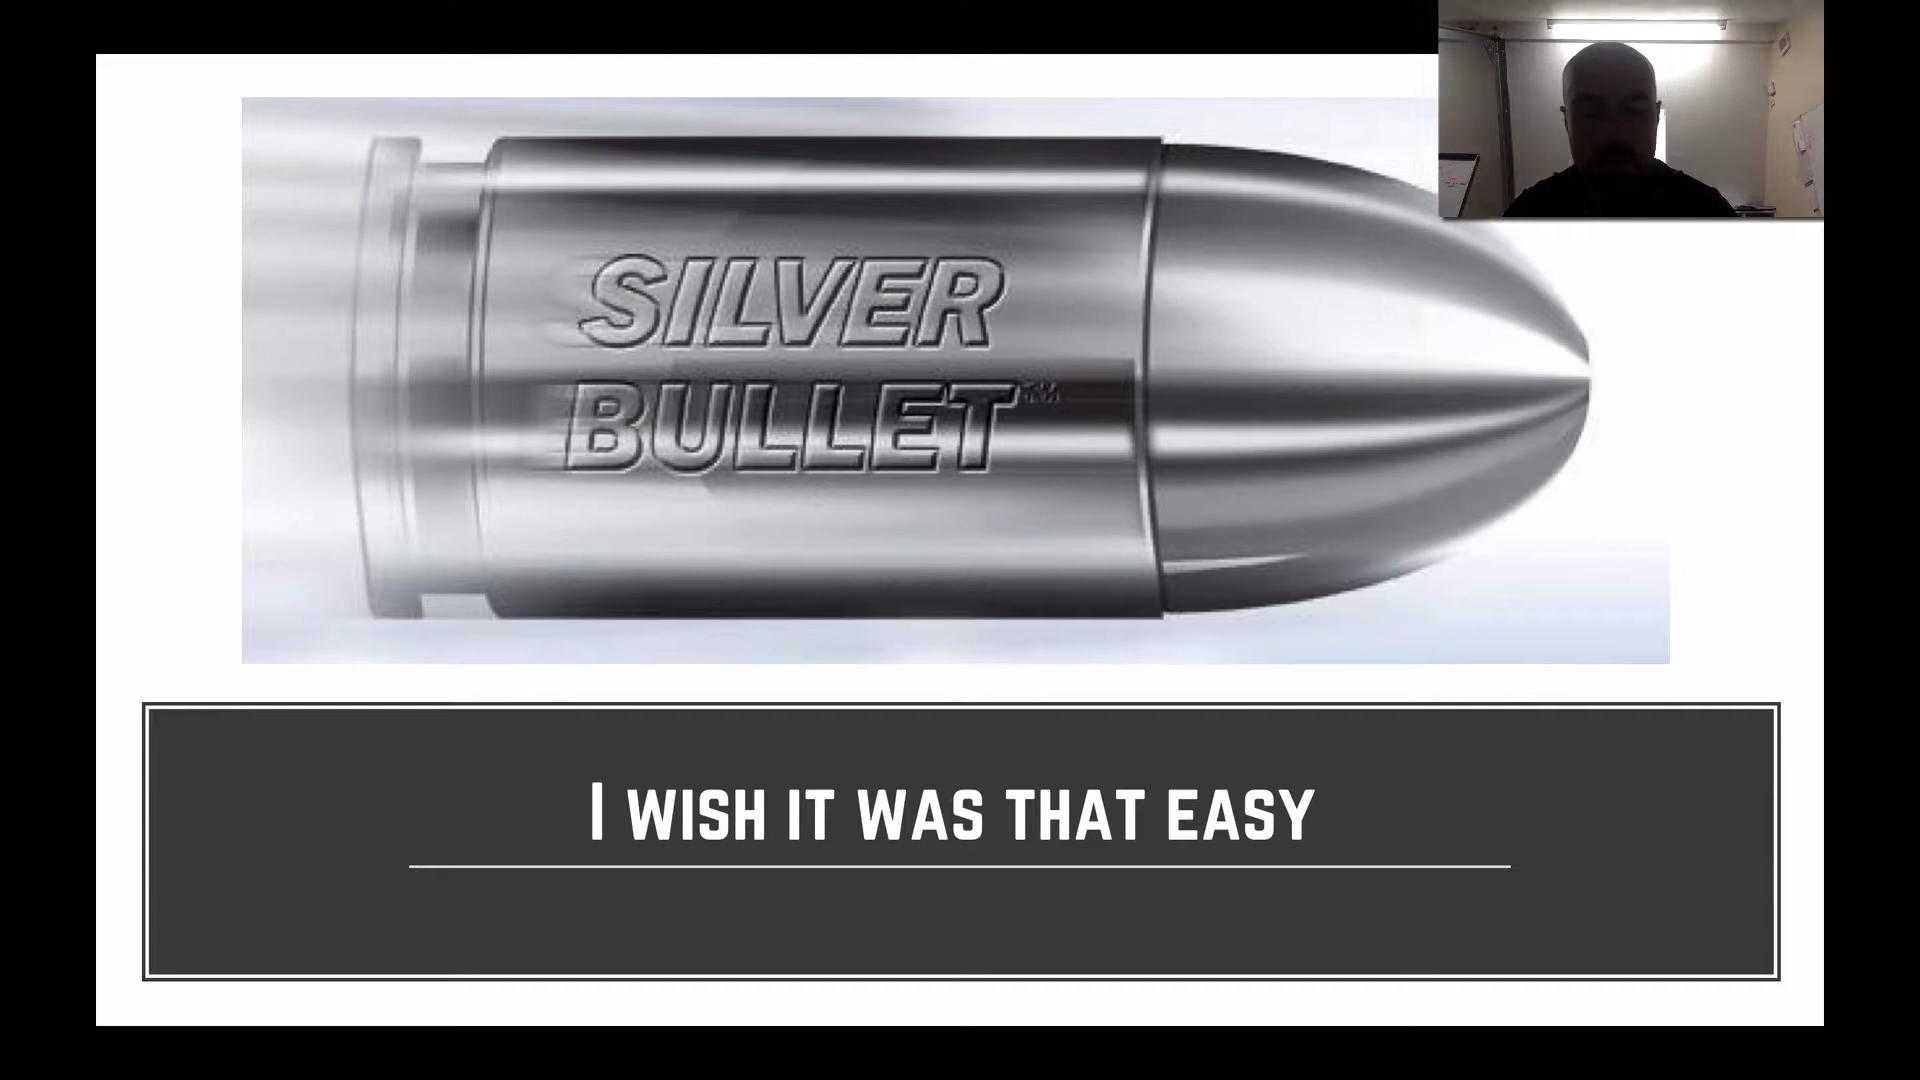 SILVER
BULLET™
I WISH IT WAS THAT EASY